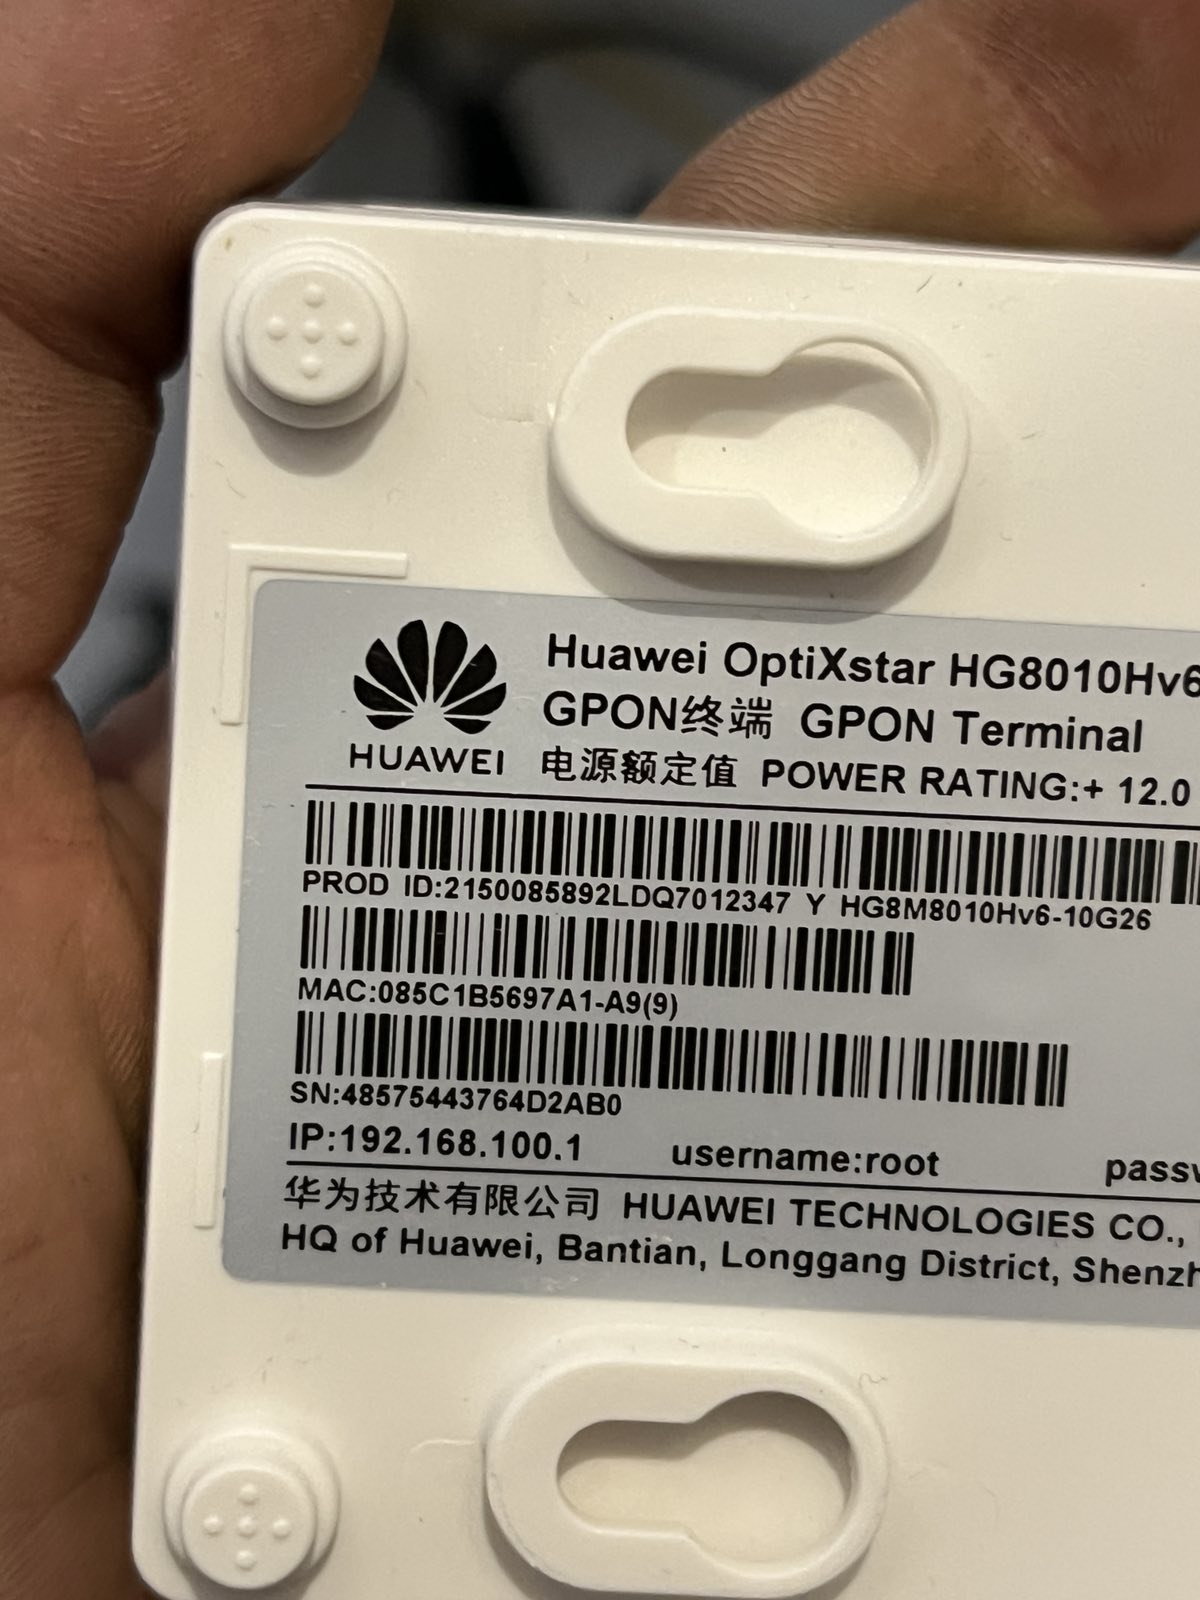 Huawei OptiXstar HG8010Hv6
GPON终端 GPON Terminal
HUAWEI
电源额定值 POWER RATING:+ 12.0
PROD ID:2150085892LDQ7012347 Y HG8M8010Hv6-10G26
MAC:085C1B5697A1-A9(9)
SN:48575443764D2AB0
IP:192.168.100.1 username:root passw
华为技术有限公司 HUAWEI TECHNOLOGIES CO.,
HQ of Huawei, Bantian, Longgang District, Shenzh